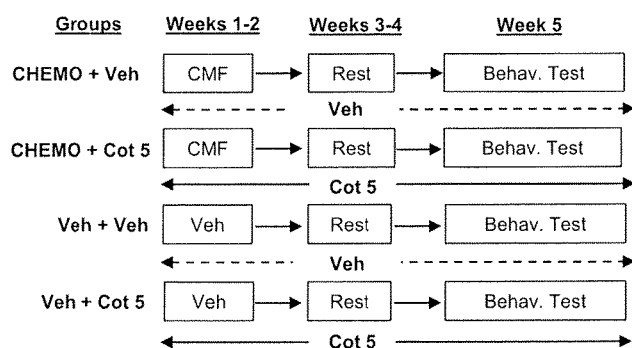 Groups Weeks 1-2 Weeks 3-4 Week 5
CHEMO + Veh CMF Rest Behav. Test
Veh
CHEMO + Cot 5 CMF Rest Behav. Test
Cot 5
Veh + Veh Veh Rest Behav. Test
Veh
Veh + Cot 5 Veh Rest Behav. Test
Cot 5